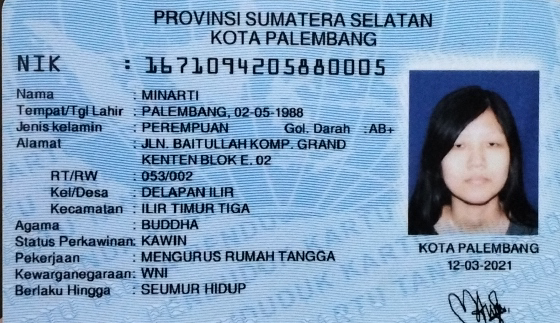 PROVINSI SUMATERA SELATAN
KOTA PALEMBANG
NIK : 1671094205880005
Nama : MINARTI
Tempat/Tgl Lahir : PALEMBANG, 02-05-1988
Jenis kelamin : PEREMPUAN Gol. Darah : AB+
Alamat : JLN. BAITULLAH KOMP. GRAND
KENTEN BLOK E. 02
RT/RW : 053/002
Kel/Desa : DELAPAN ILIR
Kecamatan : ILIR TIMUR TIGA
Agama : BUDDHA
Status Perkawinan: KAWIN
Pekerjaan : MENGURUS RUMAH TANGGA
Kewarganegaraan: WNI
Berlaku Hingga : SEUMUR HIDUP
KOTA PALEMBANG
12-03-2021